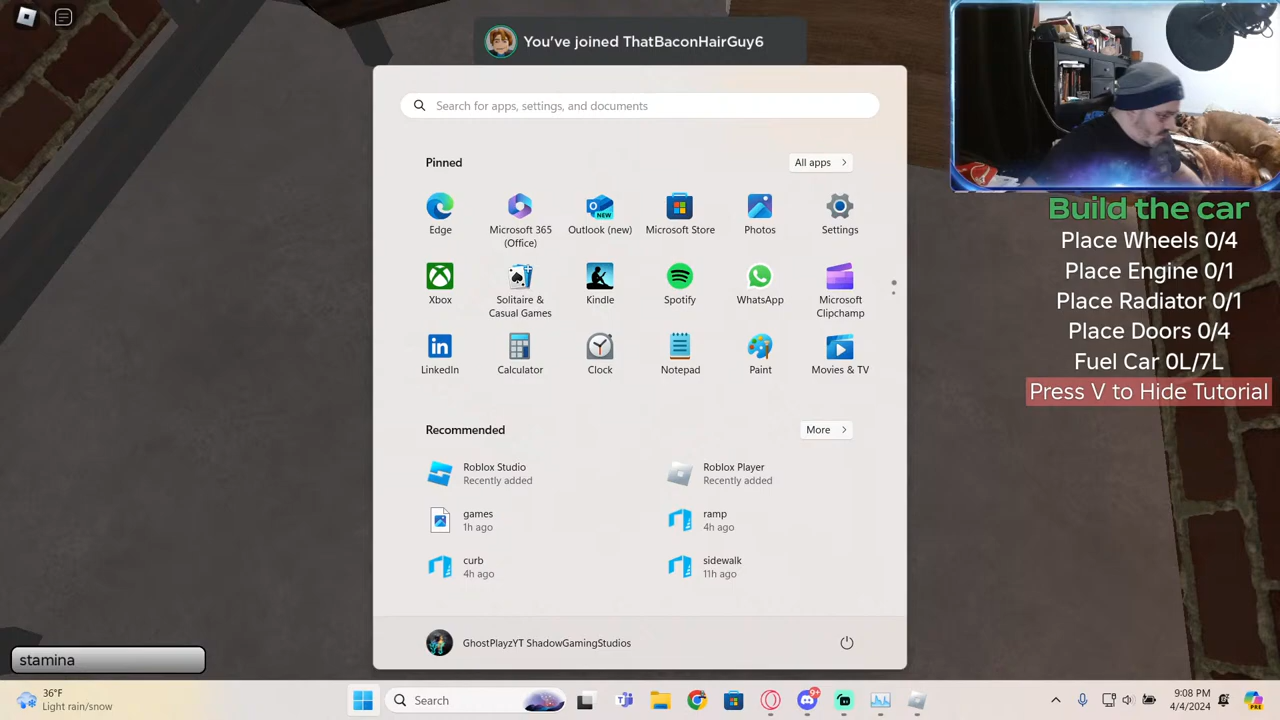 You've joined ThatBaconHairGuy6
Search for apps, settings, and documents
Pinned
All apps
Edge
Microsoft 365
(Office)
Outlook (new)
Microsoft Store
Photos
Settings
Xbox
Solitaire &
Casual Games
Kindle
Spotify
WhatsApp
Microsoft
Clipchamp
LinkedIn
Calculator
Clock
Notepad
Paint
Movies & TV
Recommended
More
Roblox Studio
Recently added
Roblox Player
Recently added
games
1h ago
ramp
4h ago
curb
4h ago
sidewalk
11h ago
GhostPlayzYT ShadowGamingStudios
Build the car
Place Wheels 0/4
Place Engine 0/1
Place Radiator 0/1
Place Doors 0/4
Fuel Car 0L/7L
Press V to Hide Tutorial
stamina
36°F
Light rain/snow
Search
NEW
9+
9:08 PM
4/4/2024
PRE